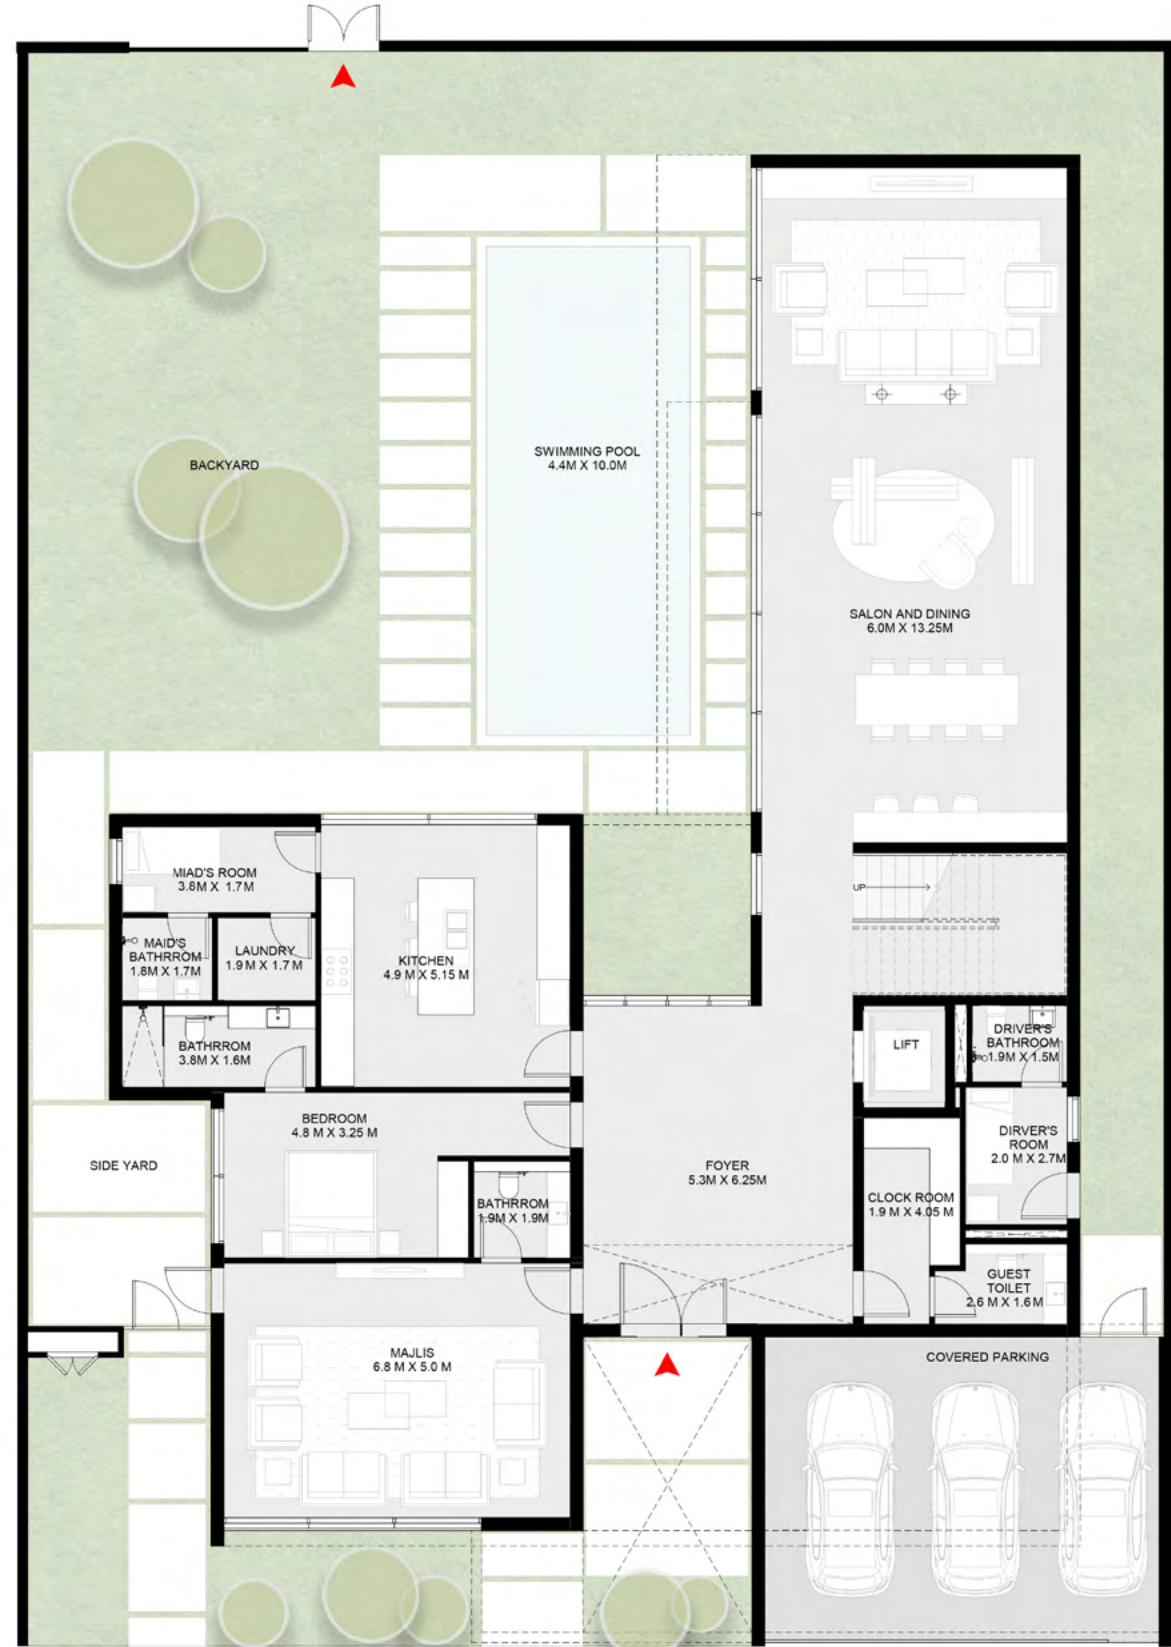 BACKYARD
SWIMMING POOL
4.4M X 10.0M
SALON AND DINING
6.0M X 13.25M
MIAD'S ROOM
3.8M X 1.7M
MAID'S
BATHRROM
1.8M X 1.7M
LAUNDRY
1.9 M X 1.7 M
KITCHEN
4.9 M X 5.15 M
UP
BATHRROM
3.8M X 1.6M
LIFT
DRIVER'S
BATHROOM
1.9M X 1.5M
BEDROOM
4.8 M X 3.25 M
DIRVER'S
ROOM
2.0 M X 2.7M
SIDE YARD
FOYER
5.3M X 6.25M
BATHRROM
1.9M X 1.9M
CLOCK ROOM
1.9 M X 4.05 M
GUEST
TOILET
2.6 M X 1.6M
MAJLIS
6.8 M X 5.0 M
COVERED PARKING